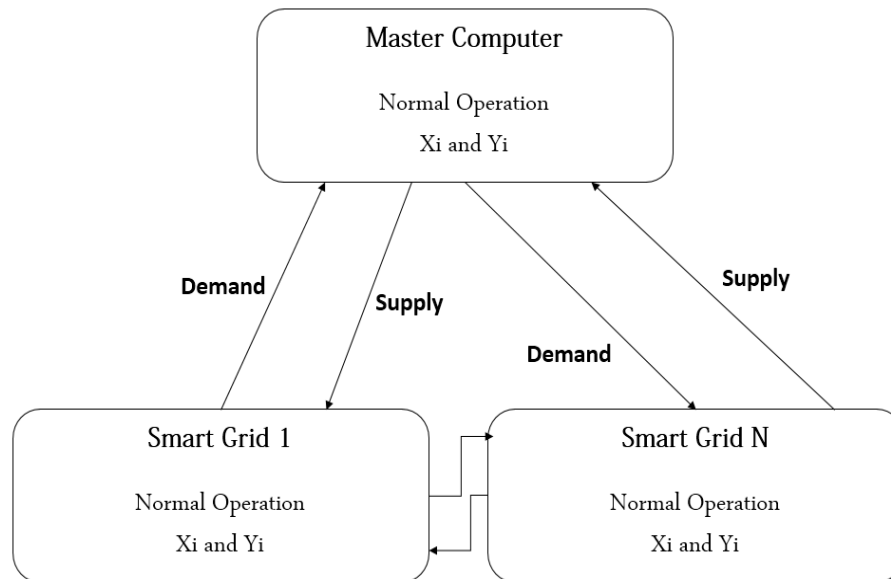 Master Computer
Normal Operation
Xi and Yi
Demand
Supply
Demand
Supply
Smart Grid 1
Normal Operation
Xi and Yi
Smart Grid N
Normal Operation
Xi and Yi